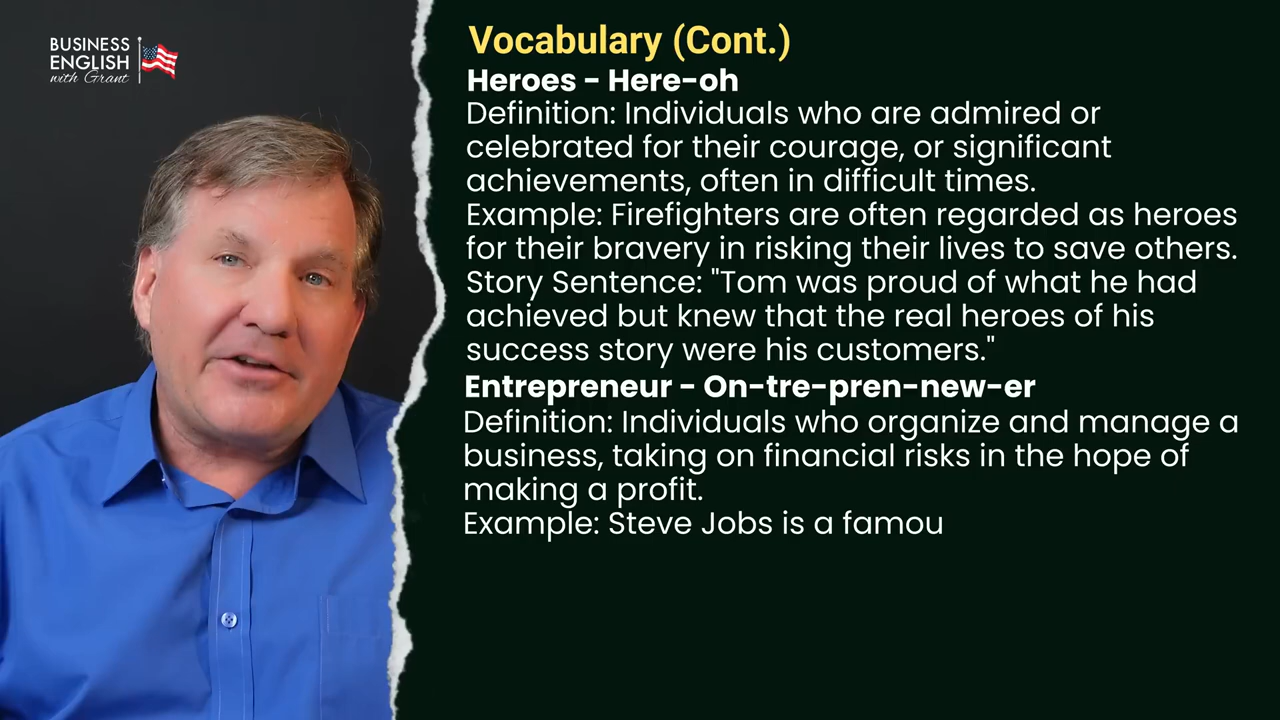 BUSINESS
ENGLISH
with Grant
Vocabulary (Cont.)
Heroes - Here-oh
Definition: Individuals who are admired or
celebrated for their courage, or significant
achievements, often in difficult times.
Example: Firefighters are often regarded as heroes
for their bravery in risking their lives to save others.
Story Sentence: "Tom was proud of what he had
achieved but knew that the real heroes of his
success story were his customers."
Entrepreneur - On-tre-pren-new-er
Definition: Individuals who organize and manage a
business, taking on financial risks in the hope of
making a profit.
Example: Steve Jobs is a famou